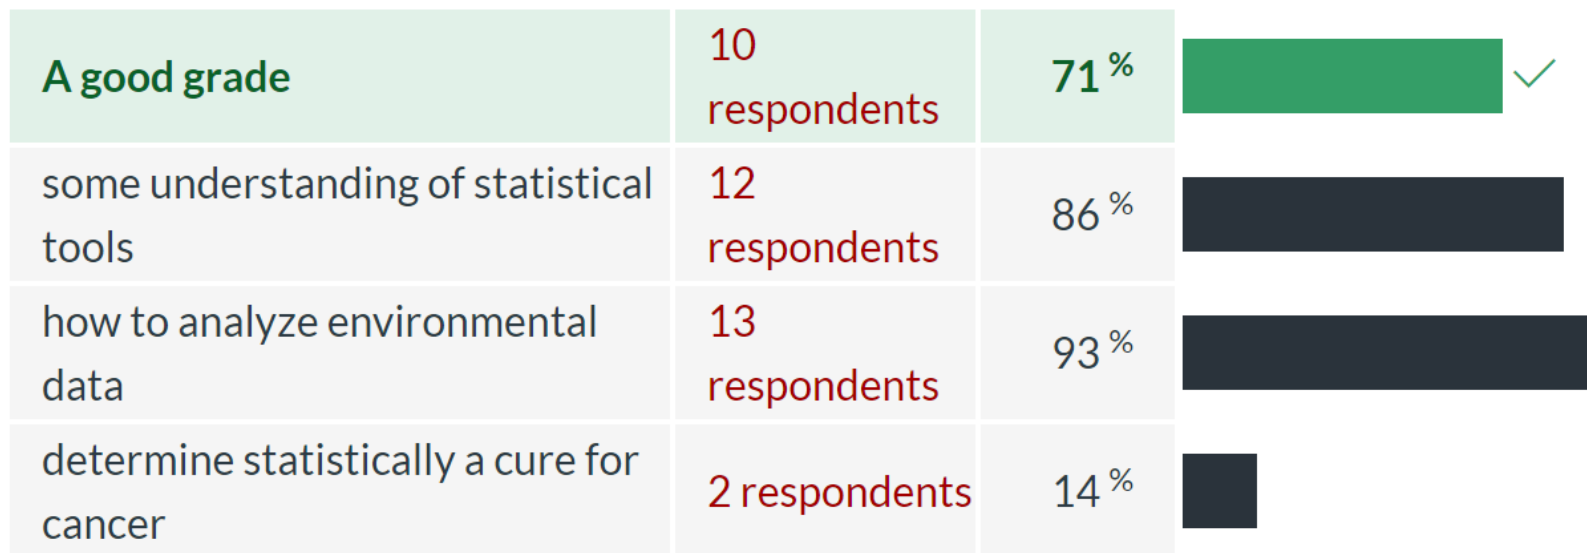 A good grade
10
respondents
71 %
some understanding of statistical
tools
12
respondents
86 %
how to analyze environmental
data
13
respondents
93 %
determine statistically a cure for
cancer
2 respondents
14 %